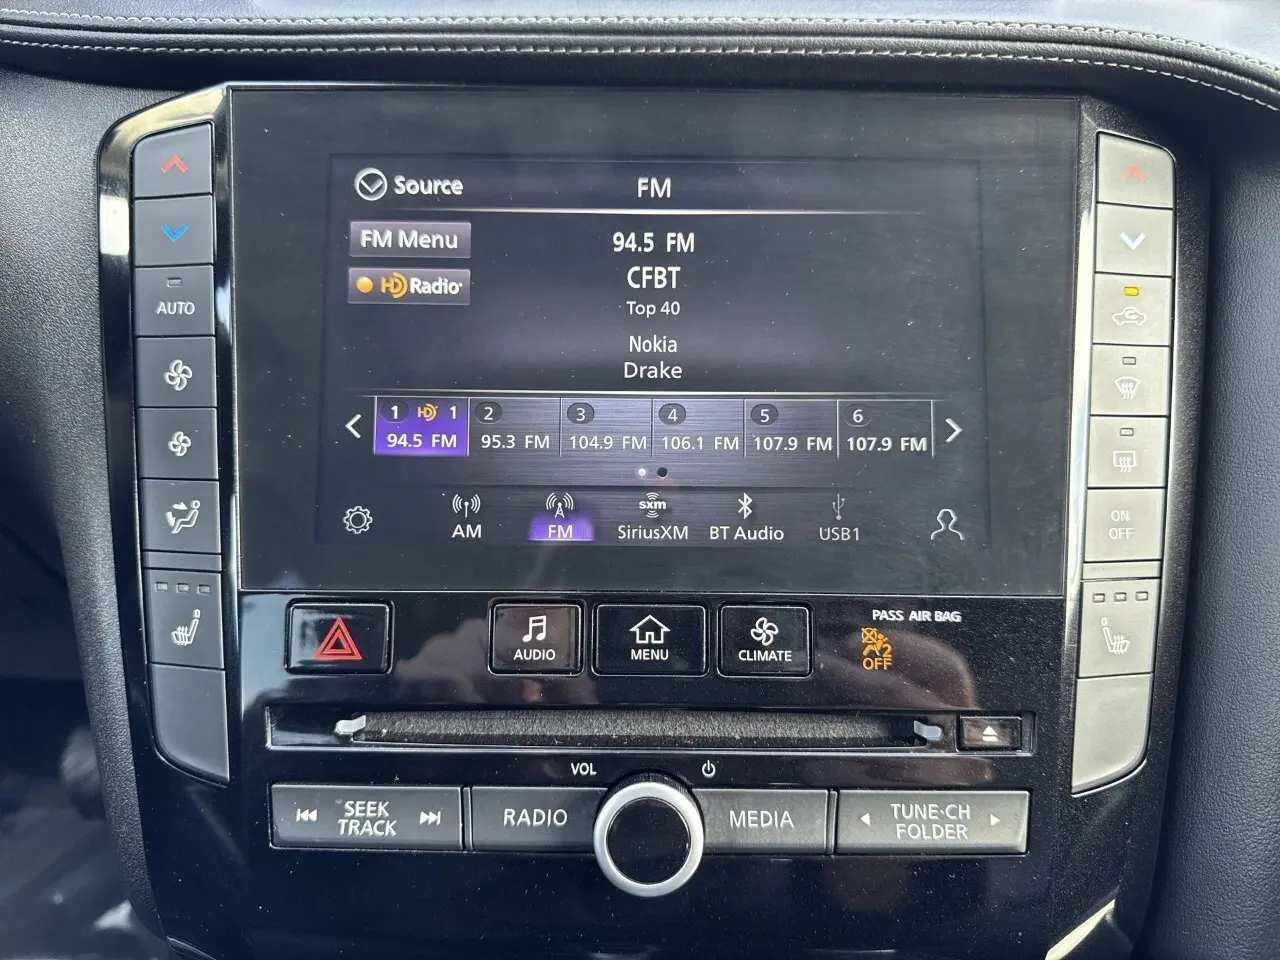 Source
FM
FM Menu
94.5 FM
HD Radio
CFBT
Top 40
Nokia
Drake
1 HD 1
94.5 FM
2
95.3 FM
3
104.9 FM
4
106.1 FM
5
107.9 FM
6
107.9 FM
AM
FM
sxm
SiriusXM
BT Audio
USB1
AUTO
ON
OFF
AUDIO
MENU
CLIMATE
PASS AIR BAG
2
OFF
VOL
SEEK
TRACK
RADIO
MEDIA
TUNE·CH
FOLDER